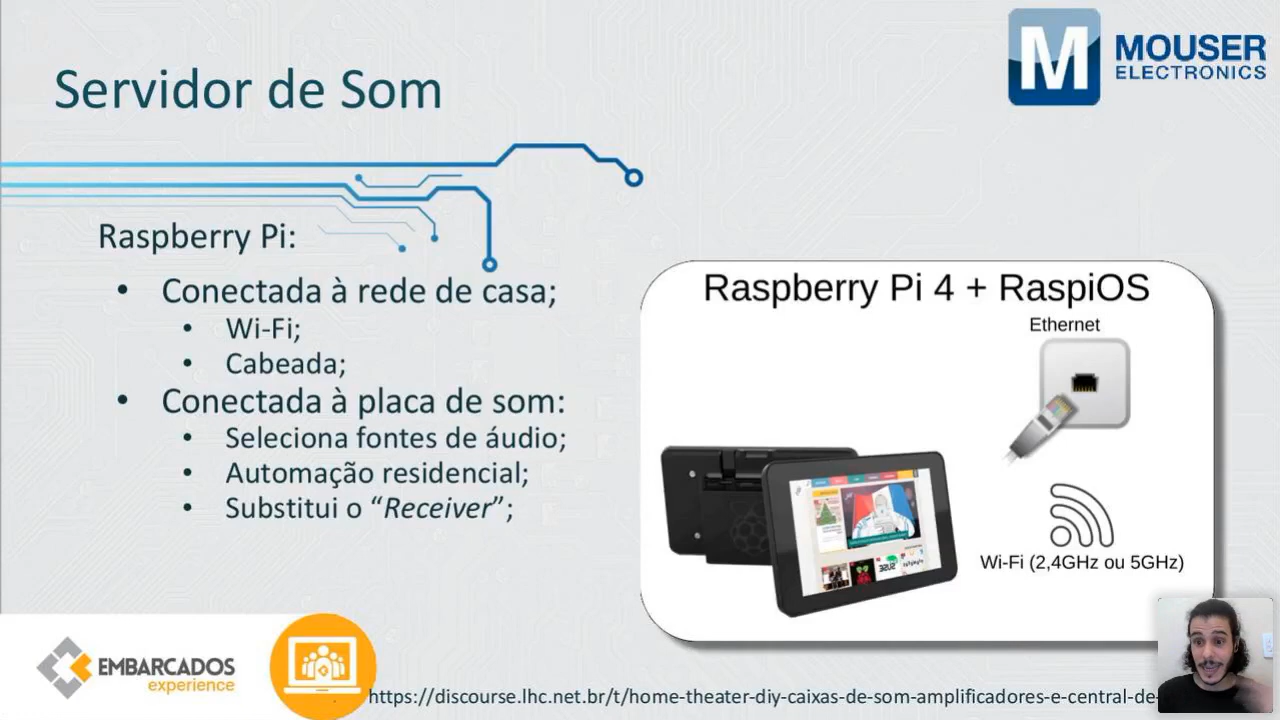 Servidor de Som
M MOUSER
ELECTRONICS
Raspberry Pi:
• Conectada à rede de casa;
• Wi-Fi;
• Cabeada;
• Conectada à placa de som:
• Seleciona fontes de áudio;
• Automação residencial;
• Substitui o “Receiver”;
Raspberry Pi 4 + RaspiOS
Ethernet
Wi-Fi (2,4GHz ou 5GHz)
EMBARCADOS
experience
https://discourse.lhc.net.br/t/home-theater-diy-caixas-de-som-amplificadores-e-central-de-